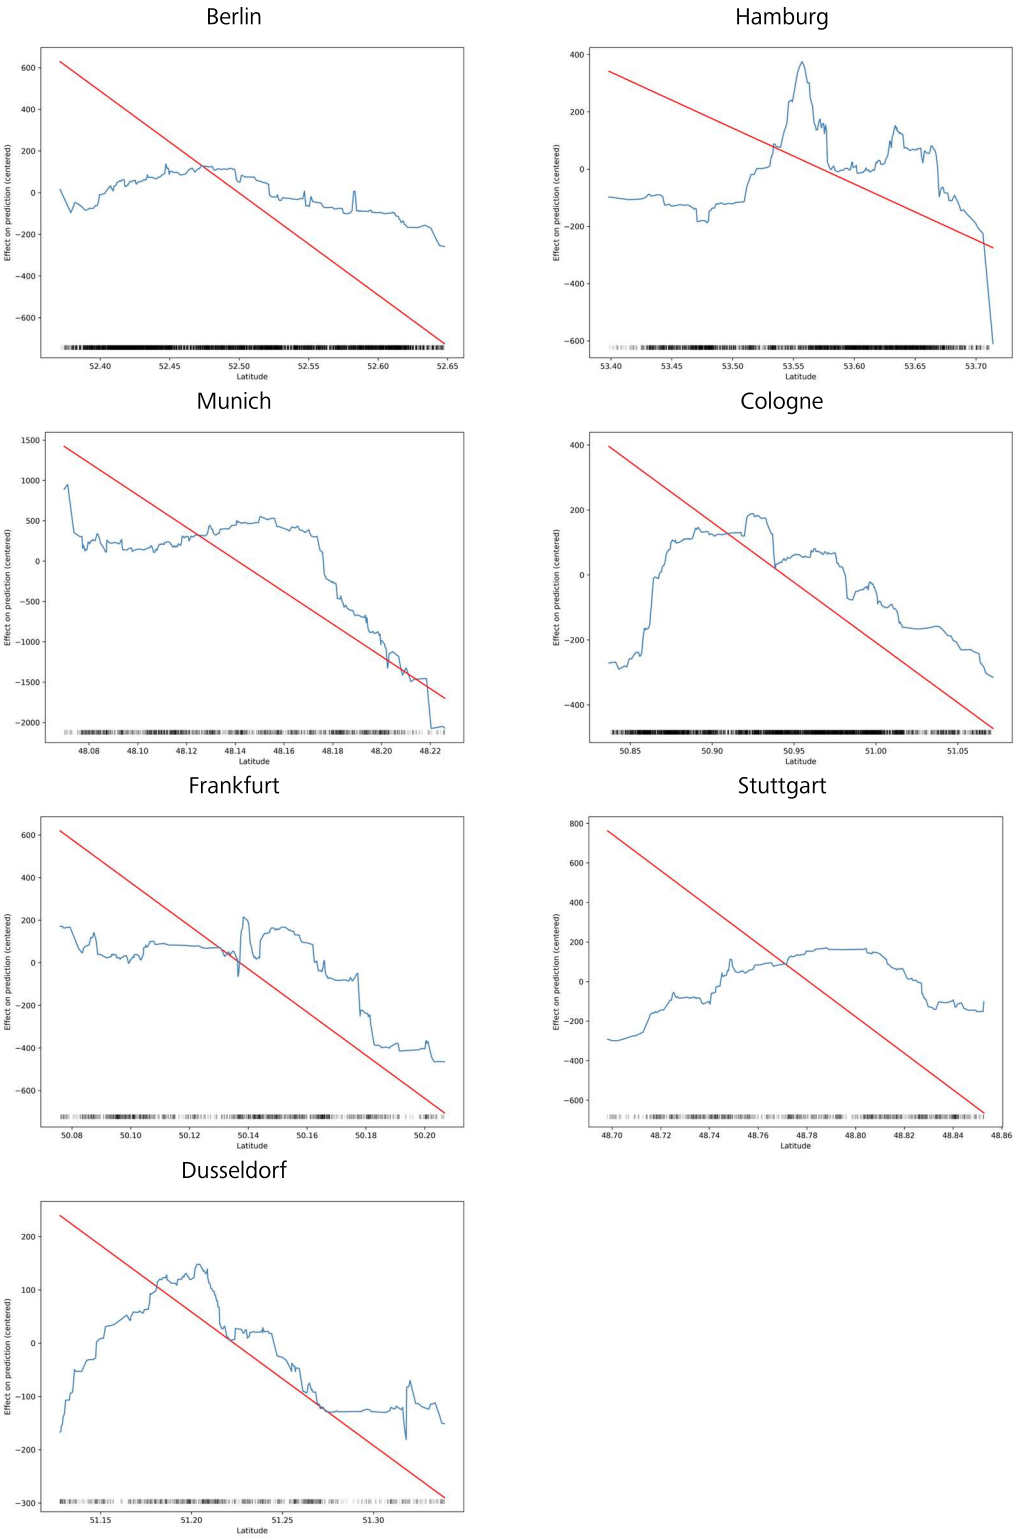 Berlin
Effect on prediction (centered)
600
400
200
0
−200
−400
−600
52.40 52.45 52.50 52.55 52.60 52.65
Latitude
Hamburg
Effect on prediction (centered)
400
200
0
−200
−400
−600
53.40 53.45 53.50 53.55 53.60 53.65 53.70
Latitude
Munich
Effect on prediction (centered)
1500
1000
500
0
−500
−1000
−1500
−2000
48.08 48.10 48.12 48.14 48.16 48.18 48.20 48.22
Latitude
Cologne
Effect on prediction (centered)
400
200
0
−200
−400
50.85 50.90 50.95 51.00 51.05
Latitude
Frankfurt
Effect on prediction (centered)
600
400
200
0
−200
−400
−600
50.08 50.10 50.12 50.14 50.16 50.18 50.20
Latitude
Stuttgart
Effect on prediction (centered)
800
600
400
200
0
−200
−400
−600
48.70 48.72 48.74 48.76 48.78 48.80 48.82 48.84 48.86
Latitude
Dusseldorf
Effect on prediction (centered)
200
100
0
−100
−200
−300
51.15 51.20 51.25 51.30
Latitude